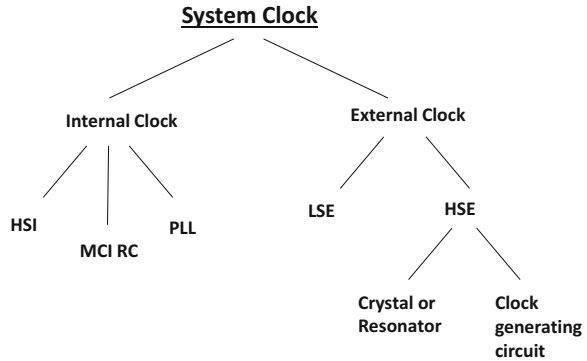 System Clock
Internal Clock
External Clock
HSI
MCI RC
PLL
LSE
HSE
Crystal or
Resonator
Clock
generating
circuit